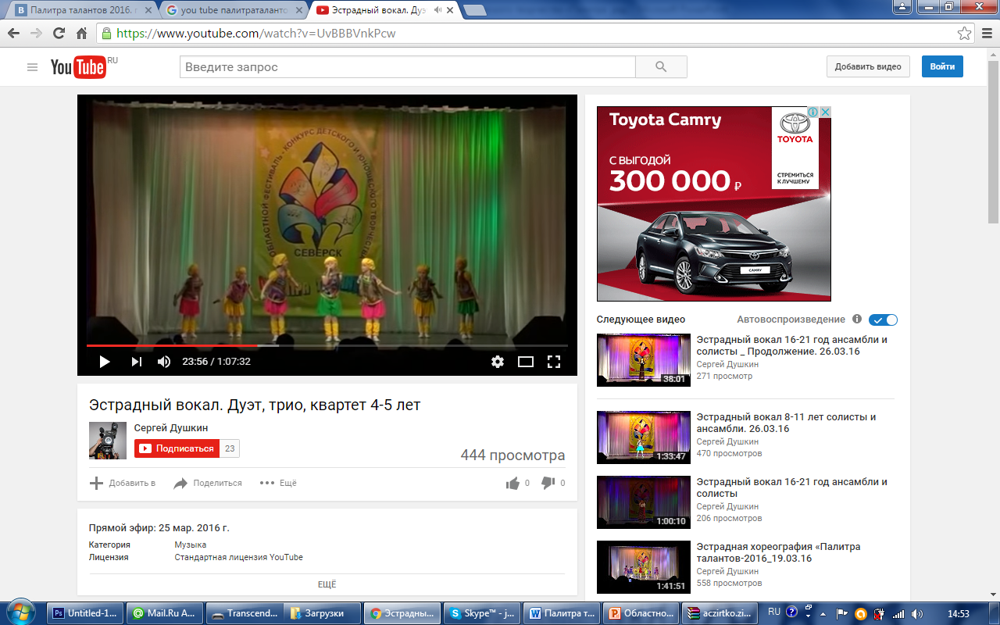 Палитра талантов 2016.
you tube палитраталанто
Эстрадный вокал. Дуэ
https://www.youtube.com/watch?v=UvBBBVnkPcw
YouTube RU
Введите запрос
Добавить видео
Войти
ОБЛАСТНОЙ ФЕСТИВАЛЬ - КОНКУРС ДЕТСКОГО И ЮНОШЕСКОГО ТВОРЧЕСТВА
СЕВЕРСК
23:56 / 1:07:32
Эстрадный вокал. Дуэт, трио, квартет 4-5 лет
Сергей Душкин
Подписаться 23
444 просмотра
Добавить в Поделиться Ещё 0 0
Прямой эфир: 25 мар. 2016 г.
Категория Музыка
Лицензия Стандартная лицензия YouTube
ЕЩЁ
Toyota Camry
С ВЫГОДОЙ
300 000 ₽
TOYOTA
СТРЕМИТЬСЯ
К ЛУЧШЕМУ
CAMRY
Следующее видео Автовоспроизведение
Эстрадный вокал 16-21 год ансамбли и
солисты _ Продолжение. 26.03.16
Сергей Душкин
271 просмотр
38:01
Эстрадный вокал 8-11 лет солисты и
ансамбли. 26.03.16
Сергей Душкин
470 просмотров
1:33:47
Эстрадный вокал 16-21 год ансамбли и
солисты
Сергей Душкин
206 просмотров
1:00:10
Эстрадная хореография «Палитра
талантов-2016_19.03.16
Сергей Душкин
558 просмотров
1:41:51
Untitled-1...
Mail.Ru А...
Transcend...
Загрузки
Эстрадны...
Skype™ - j...
Палитра т...
Областно...
aczirtko.zi...
RU
14:53